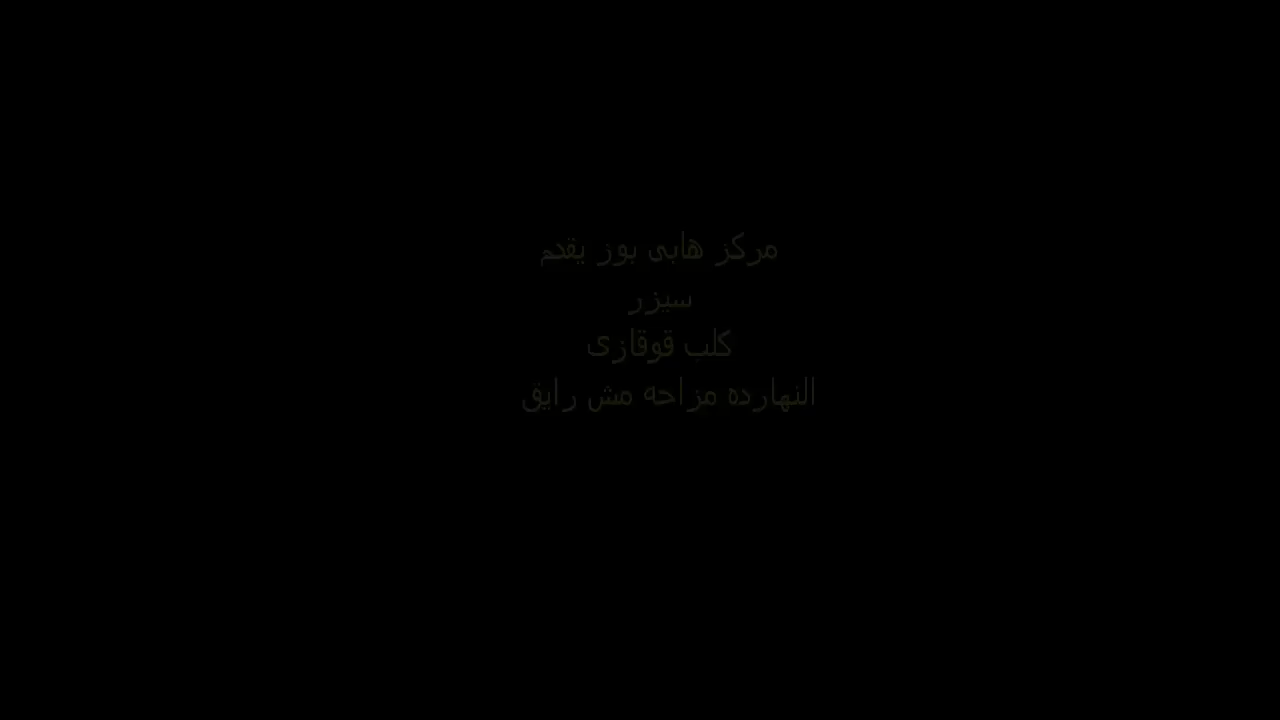 مركز هابى بوز يقدم
سيزر
كلب قوقازى
النهارده مزاحه مش رايق